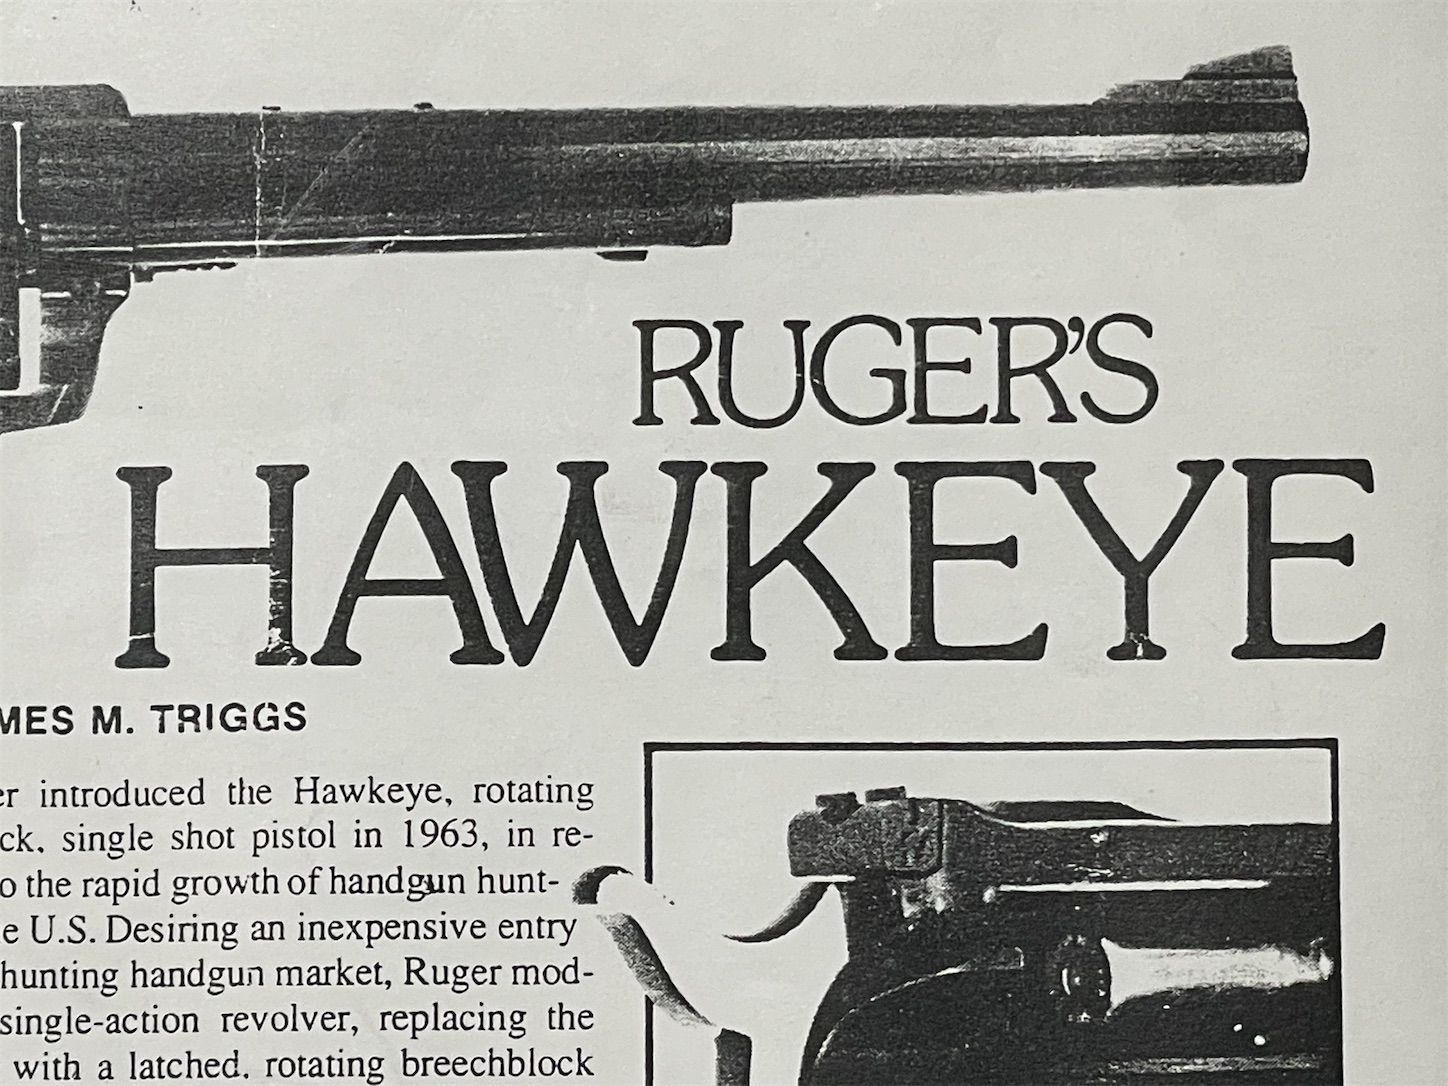 RUGER'S
HAWKEYE
MES M. TRIGGS
er introduced the Hawkeye, rotating
ck, single shot pistol in 1963, in re-
o the rapid growth of handgun hunt-
e U.S. Desiring an inexpensive entry
hunting handgun market, Ruger mod-
single-action revolver, replacing the
with a latched, rotating breechblock